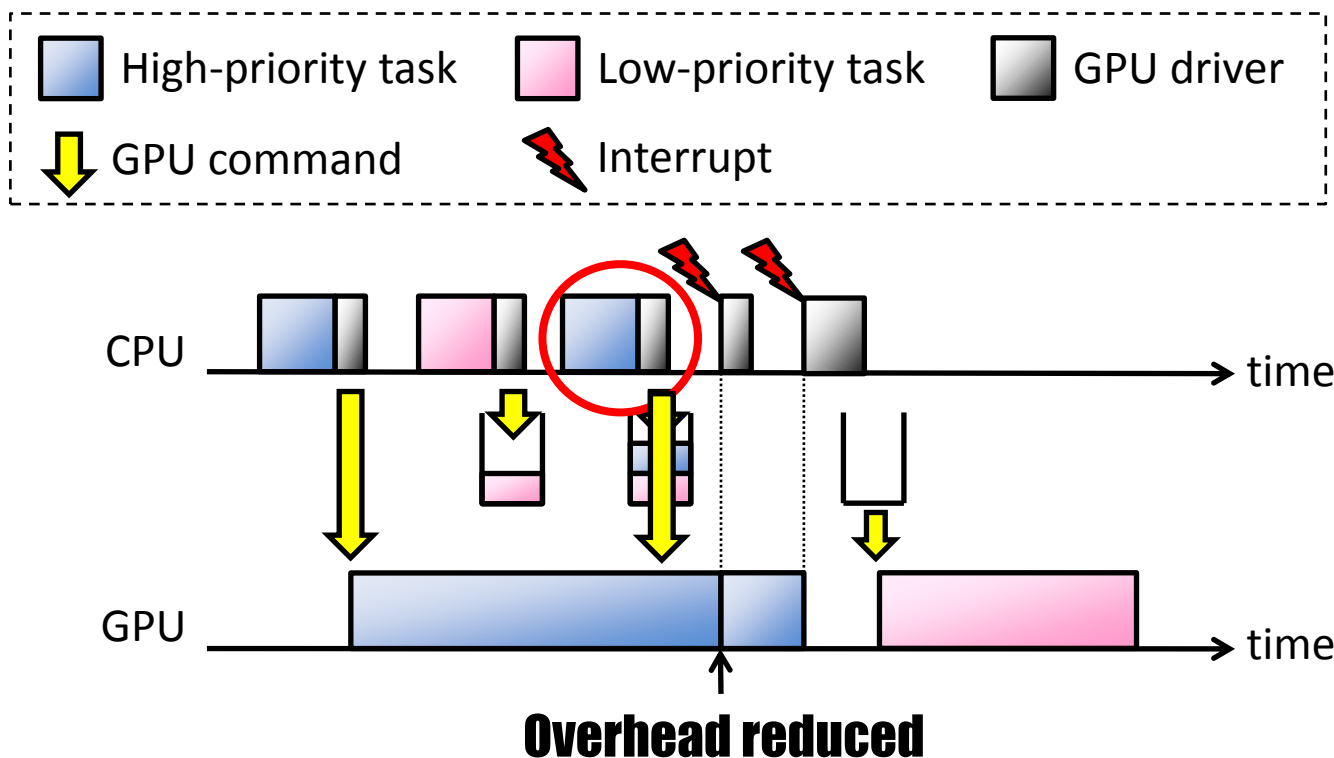 High-priority task
Low-priority task
GPU driver
GPU command
Interrupt
CPU
time
GPU
time
Overhead reduced